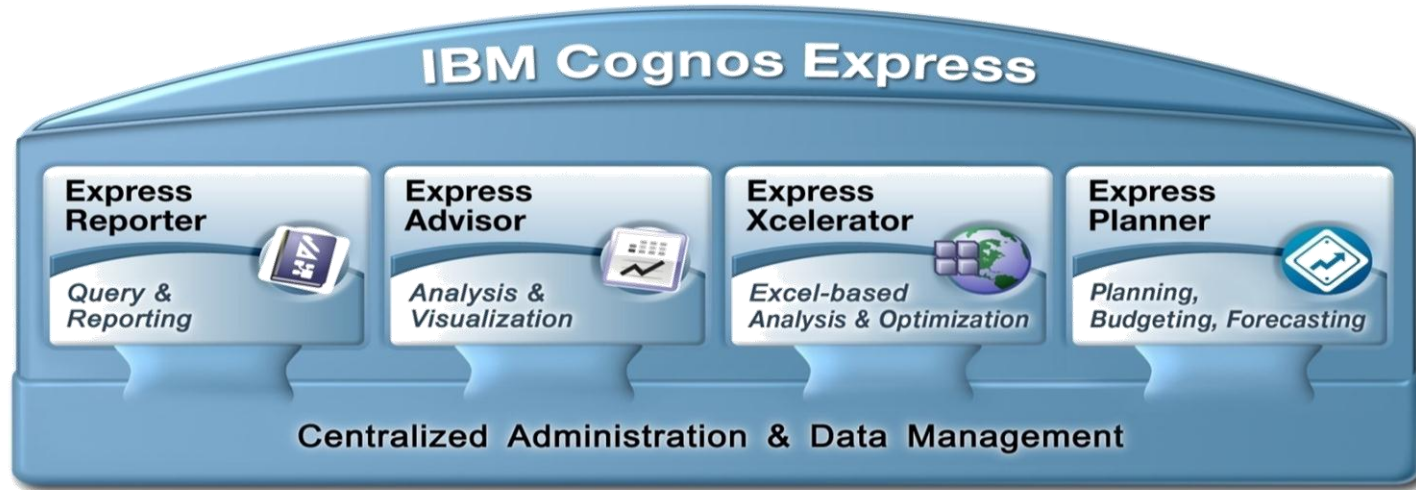 IBM Cognos Express
Express
Reporter
Query &
Reporting
Express
Advisor
Analysis &
Visualization
Express
Xcelerator
Excel-based
Analysis & Optimization
Express
Planner
Planning,
Budgeting, Forecasting
Centralized Administration & Data Management